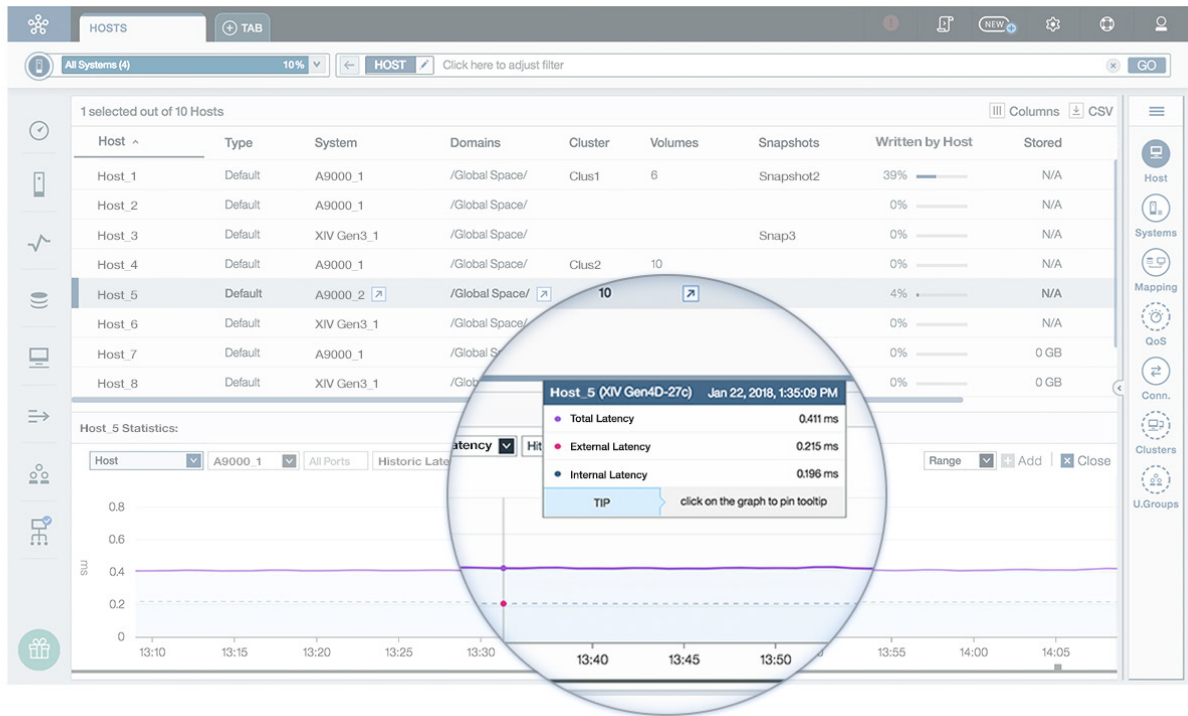 HOSTS
TAB
NEW
All Systems (4) 10%
HOST Click here to adjust filter
GO
1 selected out of 10 Hosts
Columns CSV
Host Type System Domains Cluster Volumes Snapshots Written by Host Stored
Host_1 Default A9000_1 /Global Space/ Clus1 6 Snapshot2 39% N/A
Host_2 Default A9000_1 /Global Space/ 0% N/A
Host_3 Default XIV Gen3_1 /Global Space/ Snap3 0% N/A
Host_4 Default A9000_1 /Global Space/ Clus2 10 0% N/A
Host_5 Default A9000_2 /Global Space/ 10 4% N/A
Host_6 Default XIV Gen3_1 /Global Space/ 0% N/A
Host_7 Default A9000_1 /Global S 0% 0 GB
Host_8 Default XIV Gen3_1 /Glob 0% 0 GB
Host_5 (XIV Gen4D-27c) Jan 22, 2018, 1:35:09 PM
Total Latency 0.411 ms
External Latency 0.215 ms
Internal Latency 0.196 ms
TIP click on the graph to pin tooltip
Host_5 Statistics:
Host A9000_1 All Ports Historic Late atency Hit Range Add Close
ms
0.8
0.6
0.4
0.2
0
13:10 13:15 13:20 13:25 13:30 13:40 13:45 13:50 13:55 14:00 14:05
Host
Systems
Mapping
QoS
Conn.
Clusters
U.Groups